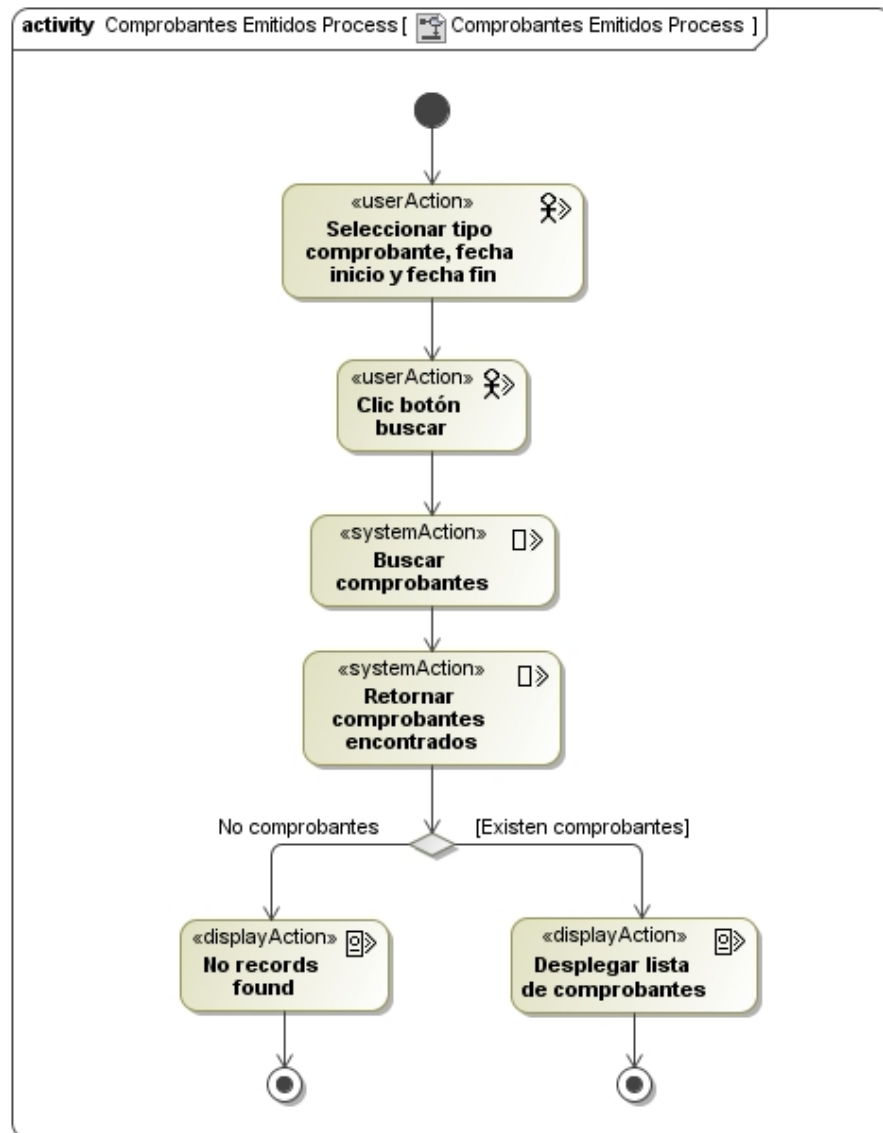 activity Comprobantes Emitidos Process [ Comprobantes Emitidos Process ]
«userAction»
Seleccionar tipo
comprobante, fecha
inicio y fecha fin
«userAction»
Clic botón
buscar
«systemAction»
Buscar
comprobantes
«systemAction»
Retornar
comprobantes
encontrados
No comprobantes
[Existen comprobantes]
«displayAction»
No records
found
«displayAction»
Desplegar lista
de comprobantes